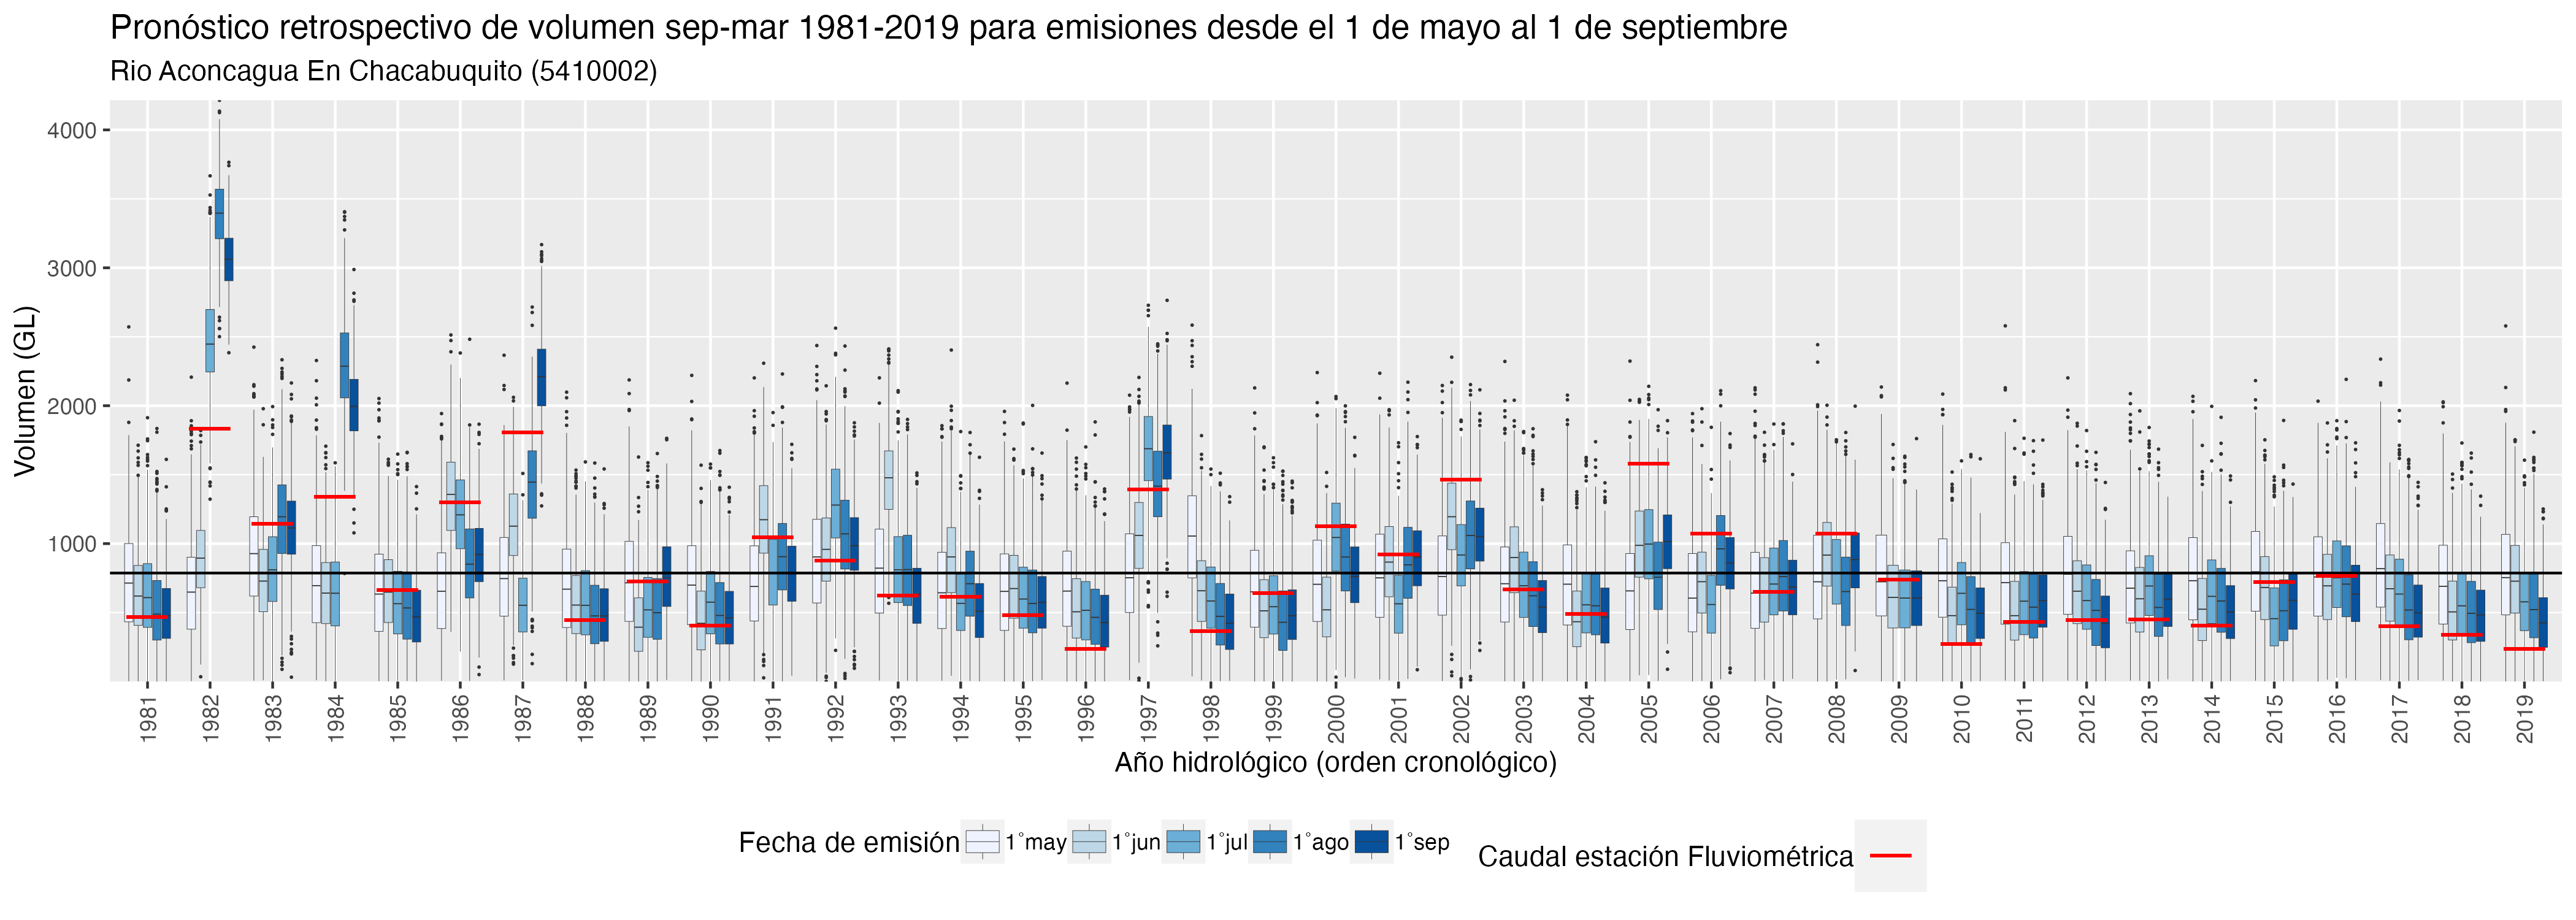 Pronóstico retrospectivo de volumen sep-mar 1981-2019 para emisiones desde el 1 de mayo al 1 de septiembre
Rio Aconcagua En Chacabuquito (5410002)
Volumen (GL)
4000
3000
2000
1000
1981 1982 1983 1984 1985 1986 1987 1988 1989 1990 1991 1992 1993 1994 1995 1996 1997 1998 1999 2000 2001 2002 2003 2004 2005 2006 2007 2008 2009 2010 2011 2012 2013 2014 2015 2016 2017 2018 2019
Año hidrológico (orden cronológico)
Fecha de emisión 1°may 1°jun 1°jul 1°ago 1°sep Caudal estación Fluviométrica